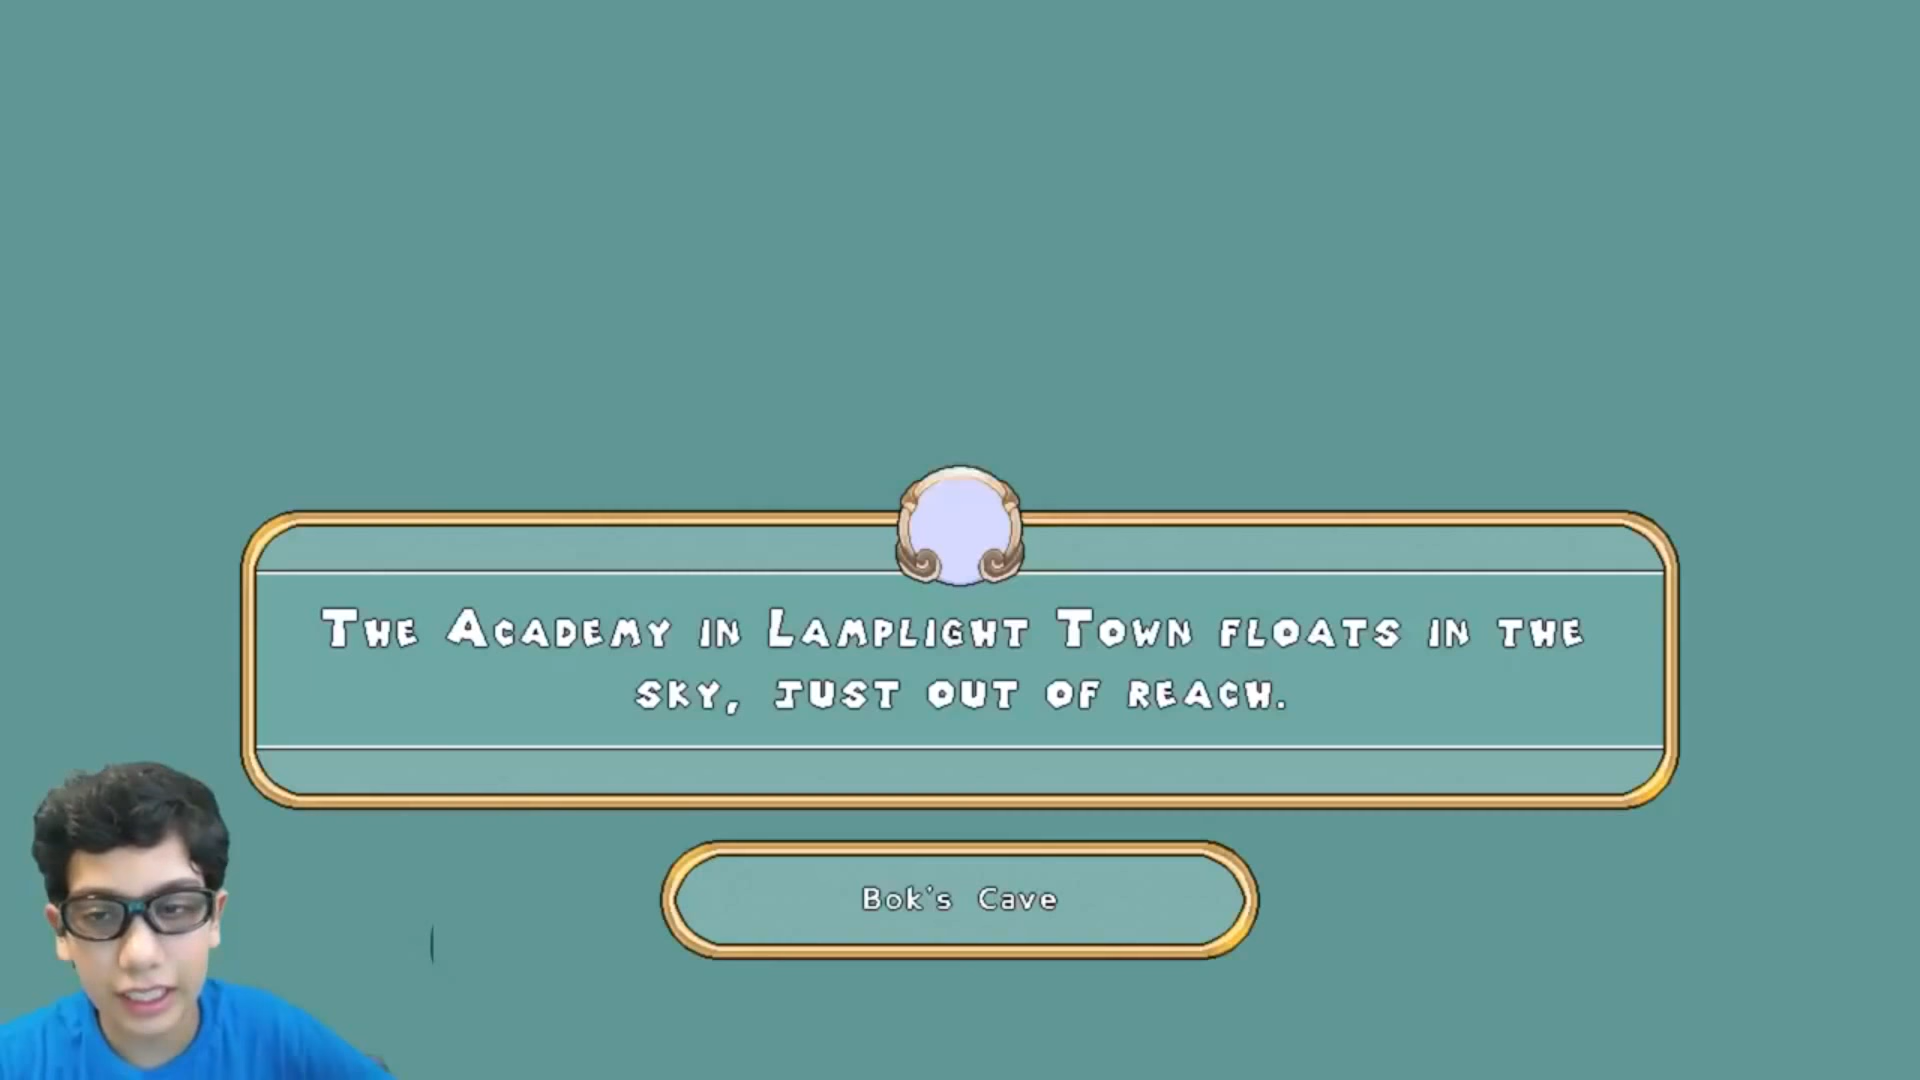 The Academy in Lamplight Town floats in the
sky, just out of reach.
Bok's Cave